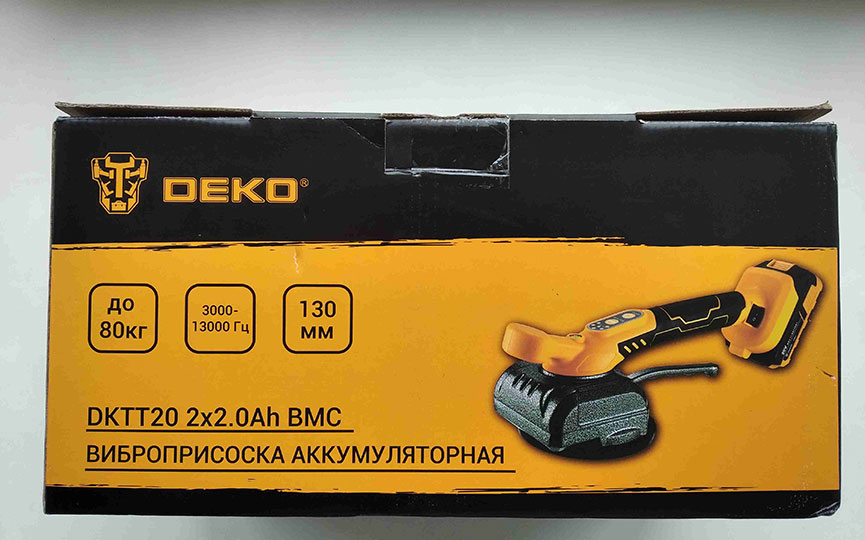 DEKO®
до
80кг
3000-
13000 Гц
130
мм
DKTT20 2x2.0Ah BMC
ВИБРОПРИСОСКА АККУМУЛЯТОРНАЯ